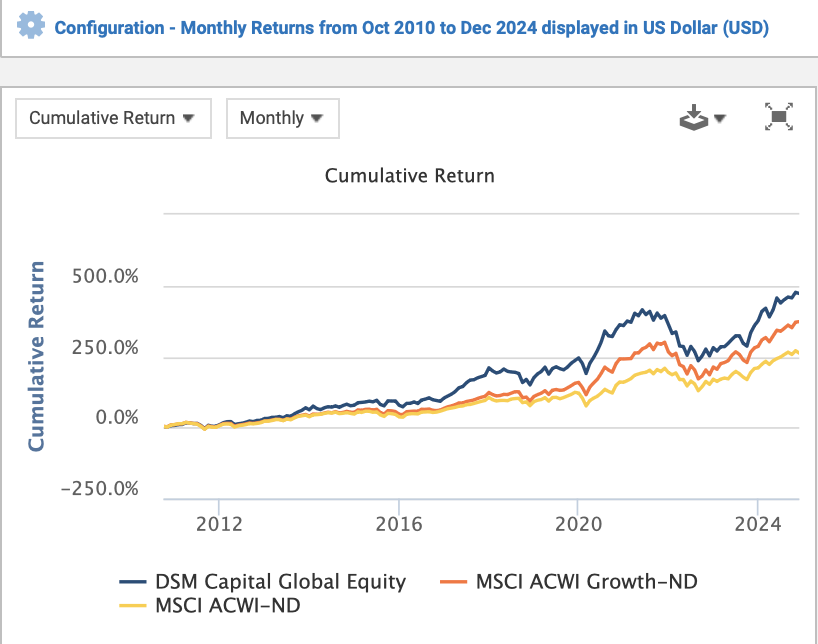 Configuration - Monthly Returns from Oct 2010 to Dec 2024 displayed in US Dollar (USD)
Cumulative Return
Monthly
Cumulative Return
Cumulative Return
500.0%
250.0%
0.0%
−250.0%
2012
2016
2020
2024
DSM Capital Global Equity
MSCI ACWI Growth−ND
MSCI ACWI−ND